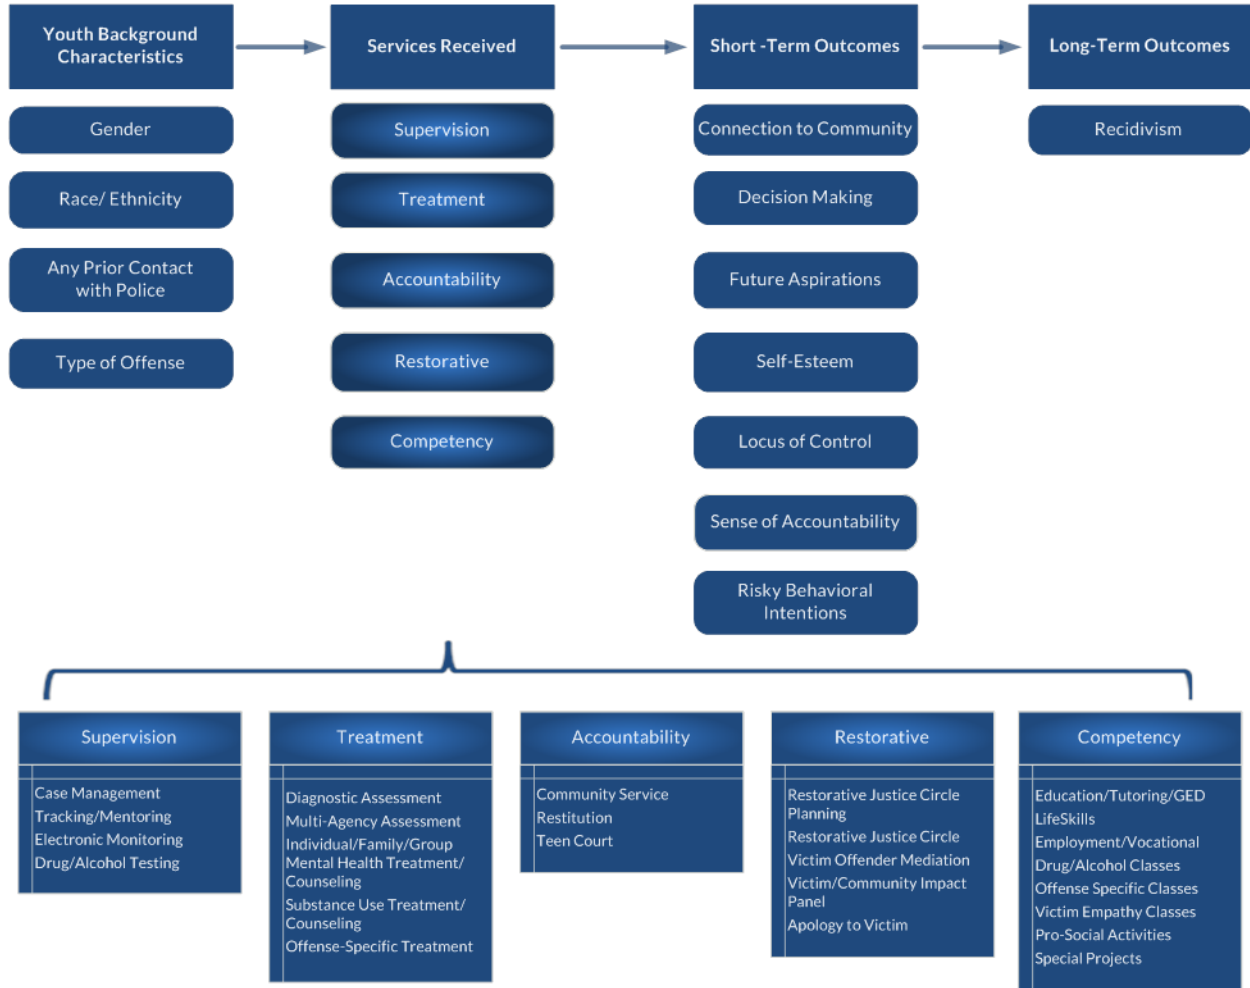 Youth Background
Characteristics
Services Received
Short -Term Outcomes
Long-Term Outcomes
Gender
Race/ Ethnicity
Any Prior Contact
with Police
Type of Offense
Supervision
Treatment
Accountability
Restorative
Competency
Connection to Community
Decision Making
Future Aspirations
Self-Esteem
Locus of Control
Sense of Accountability
Risky Behavioral
Intentions
Recidivism
Supervision
Case Management
Tracking/Mentoring
Electronic Monitoring
Drug/Alcohol Testing
Treatment
Diagnostic Assessment
Multi-Agency Assessment
Individual/Family/Group
Mental Health Treatment/
Counseling
Substance Use Treatment/
Counseling
Offense-Specific Treatment
Accountability
Community Service
Restitution
Teen Court
Restorative
Restorative Justice Circle
Planning
Restorative Justice Circle
Victim Offender Mediation
Victim/Community Impact
Panel
Apology to Victim
Competency
Education/Tutoring/GED
LifeSkills
Employment/Vocational
Drug/Alcohol Classes
Offense Specific Classes
Victim Empathy Classes
Pro-Social Activities
Special Projects